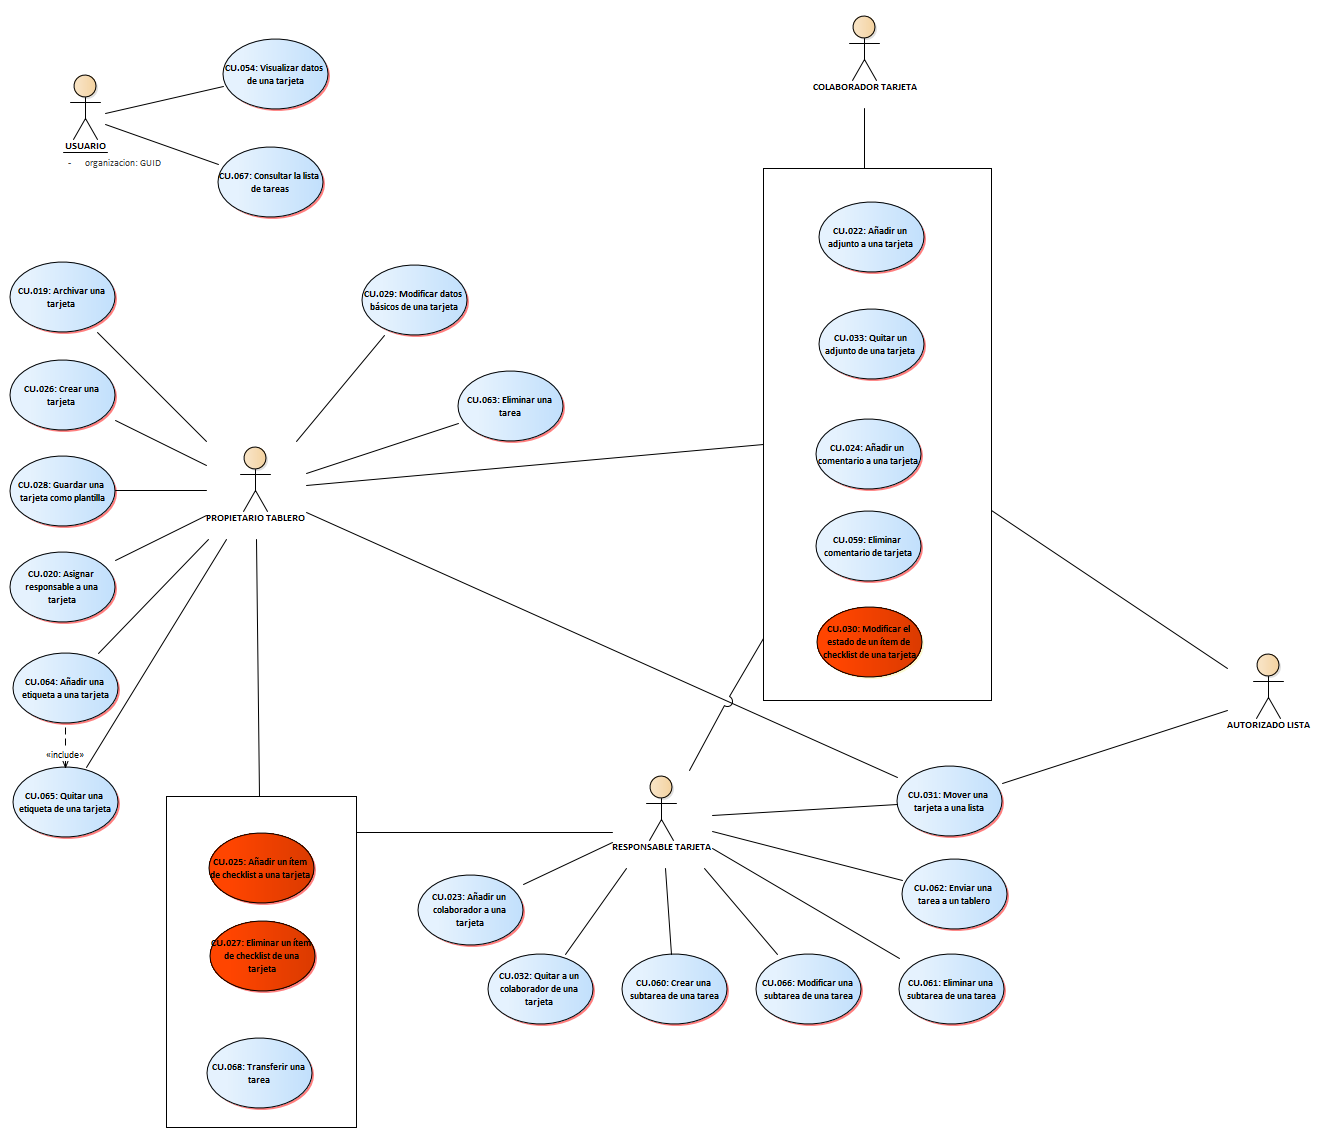 COLABORADOR TARJETA
CU.054: Visualizar datos
de una tarjeta
USUARIO
- organizacion: GUID
CU.067: Consultar la lista
de tareas
CU.022: Añadir un
adjunto a una tarjeta
CU.033: Quitar un
adjunto de una tarjeta
CU.024: Añadir un
comentario a una tarjeta
CU.059: Eliminar
comentario de tarjeta
CU.030: Modificar el
estado de un ítem de
checklist de una tarjeta
CU.019: Archivar una
tarjeta
CU.029: Modificar datos
básicos de una tarjeta
CU.026: Crear una
tarjeta
CU.063: Eliminar una
tarea
CU.028: Guardar una
tarjeta como plantilla
PROPIETARIO TABLERO
CU.020: Asignar
responsable a una
tarjeta
CU.064: Añadir una
etiqueta a una tarjeta
«include»
CU.065: Quitar una
etiqueta de una tarjeta
AUTORIZADO LISTA
CU.031: Mover una
tarjeta a una lista
RESPONSABLE TARJETA
CU.025: Añadir un ítem
de checklist a una tarjeta
CU.027: Eliminar un ítem
de checklist de una
tarjeta
CU.068: Transferir una
tarea
CU.023: Añadir un
colaborador a una
tarjeta
CU.062: Enviar una
tarea a un tablero
CU.032: Quitar a un
colaborador de una
tarjeta
CU.060: Crear una
subtarea de una tarea
CU.066: Modificar una
subtarea de una tarea
CU.061: Eliminar una
subtarea de una tarea